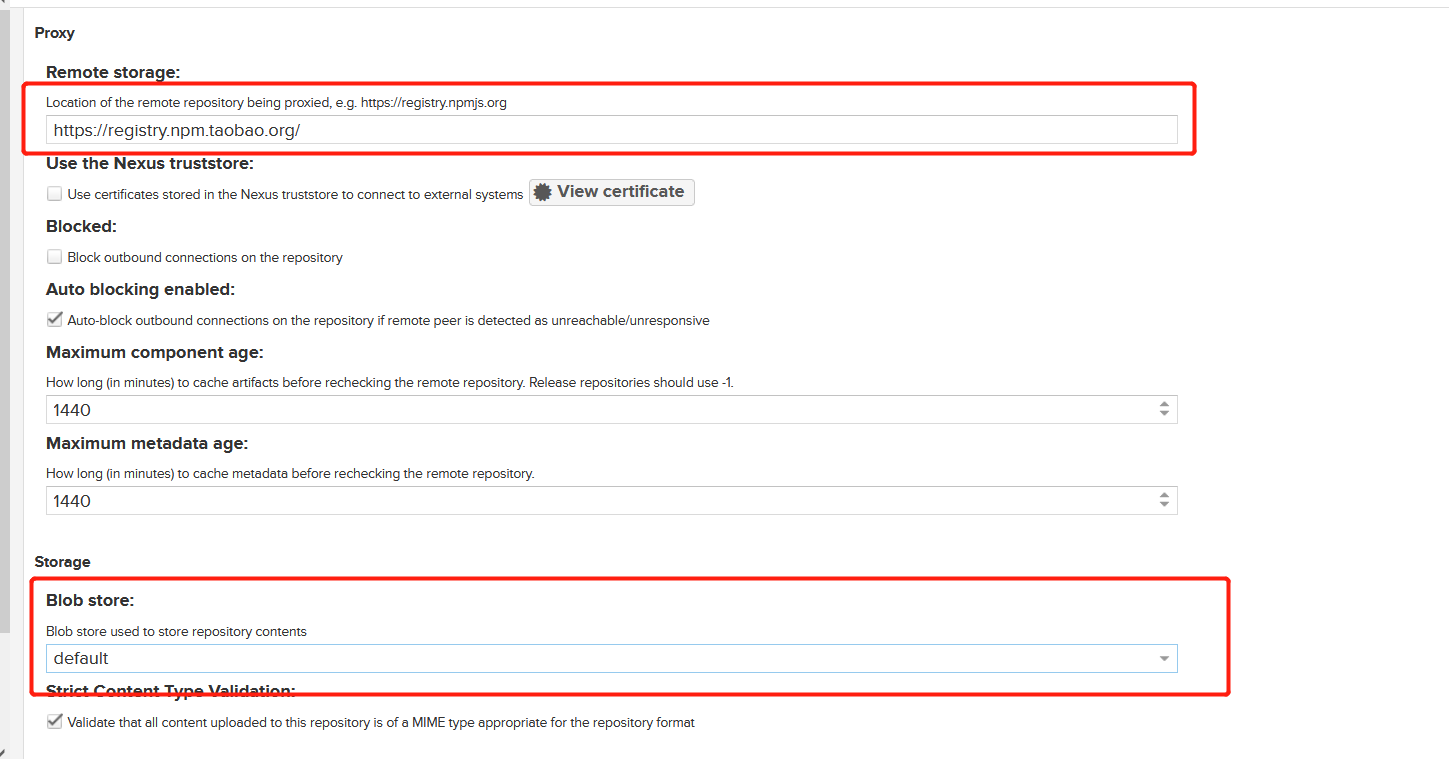 Proxy
Remote storage:
Location of the remote repository being proxied, e.g. https://registry.npmjs.org
https://registry.npm.taobao.org/
Use the Nexus truststore:
Use certificates stored in the Nexus truststore to connect to external systems View certificate
Blocked:
Block outbound connections on the repository
Auto blocking enabled:
Auto-block outbound connections on the repository if remote peer is detected as unreachable/unresponsive
Maximum component age:
How long (in minutes) to cache artifacts before rechecking the remote repository. Release repositories should use -1.
1440
Maximum metadata age:
How long (in minutes) to cache metadata before rechecking the remote repository.
1440
Storage
Blob store:
Blob store used to store repository contents
default
Strict Content Type Validation:
Validate that all content uploaded to this repository is of a MIME type appropriate for the repository format